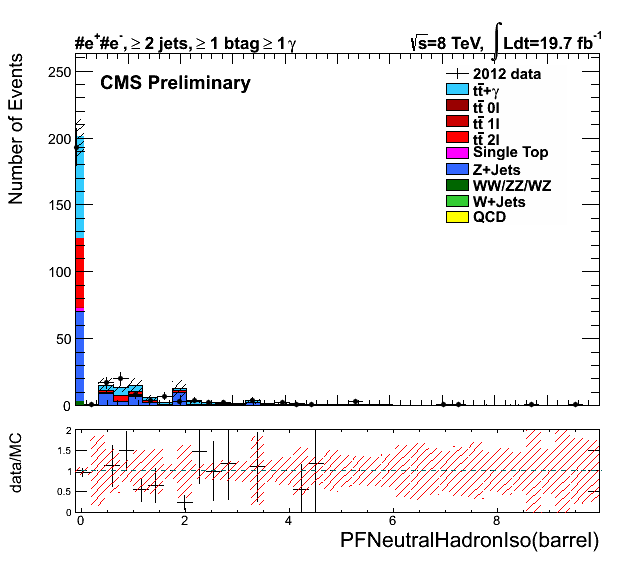 #e⁺#e⁻, ≥ 2 jets, ≥ 1 btag ≥ 1γ
√s=8 TeV, ∫ Ldt=19.7 fb⁻¹
CMS Preliminary
2012 data
tt̄+γ
tt̄ 0l
tt̄ 1l
tt̄ 2l
Single Top
Z+Jets
WW/ZZ/WZ
W+Jets
QCD
Number of Events
250
200
150
100
50
0
data/MC
2
1.5
1
0.5
0
0 2 4 6 8
PFNeutralHadronIso(barrel)